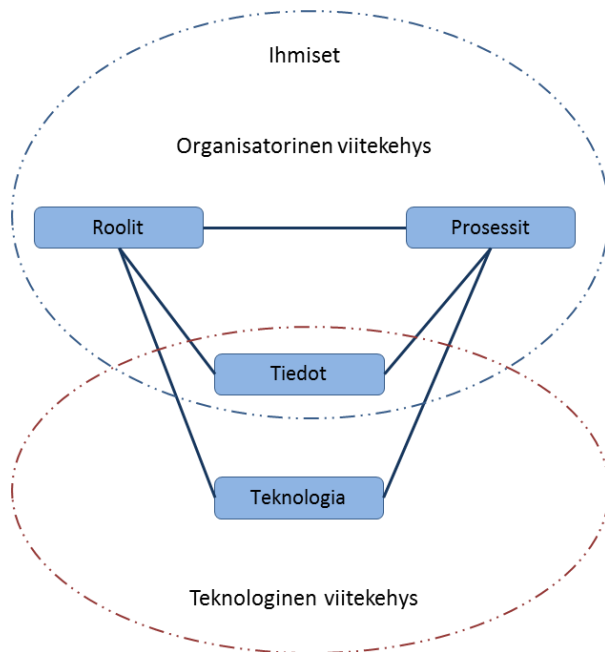 Ihmiset
Organisatorinen viitekehys
Roolit
Prosessit
Tiedot
Teknologia
Teknologinen viitekehys